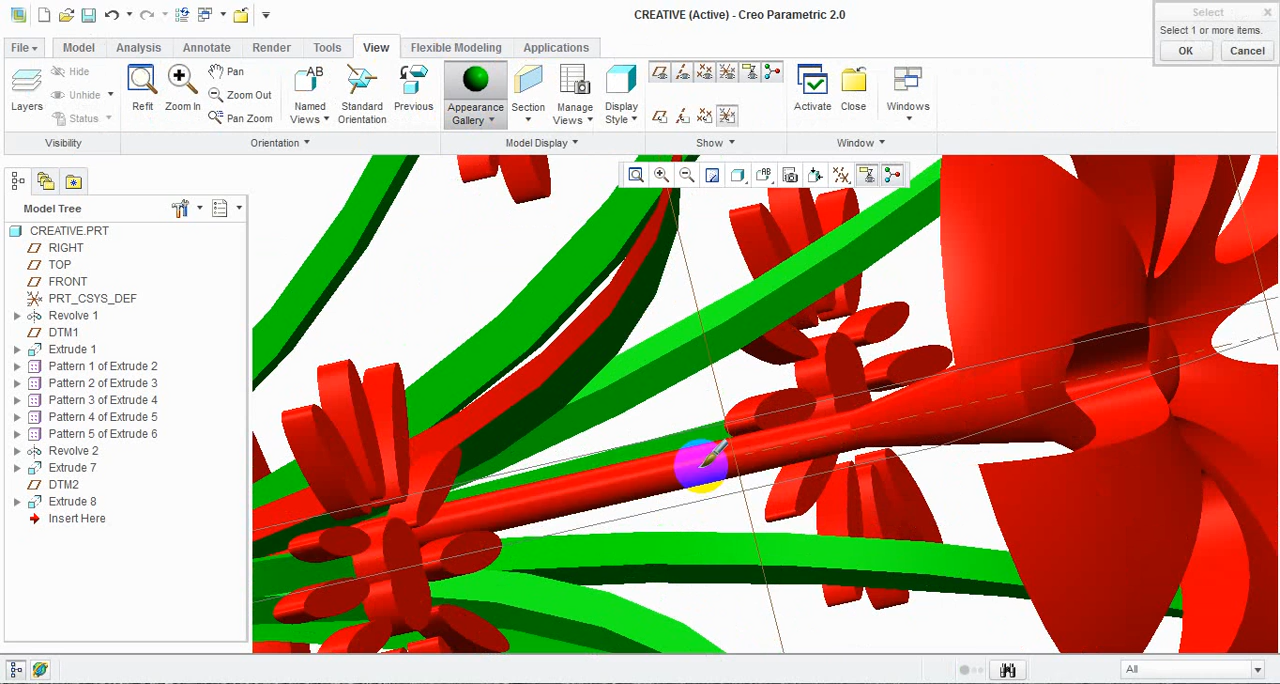 CREATIVE (Active) - Creo Parametric 2.0
Select
Select 1 or more items.
OK Cancel
File Model Analysis Annotate Render Tools View Flexible Modeling Applications
Layers
Hide
Unhide
Status
Visibility
Refit
Zoom In
Pan
Zoom Out
Pan Zoom
Named Views
Standard Orientation
Previous
Orientation
Appearance Gallery
Section
Manage Views
Display Style
Model Display
Show
Activate
Close
Windows
Window
Model Tree
CREATIVE.PRT
RIGHT
TOP
FRONT
PRT_CSYS_DEF
Revolve 1
DTM1
Extrude 1
Pattern 1 of Extrude 2
Pattern 2 of Extrude 3
Pattern 3 of Extrude 4
Pattern 4 of Extrude 5
Pattern 5 of Extrude 6
Revolve 2
Extrude 7
DTM2
Extrude 8
Insert Here
All